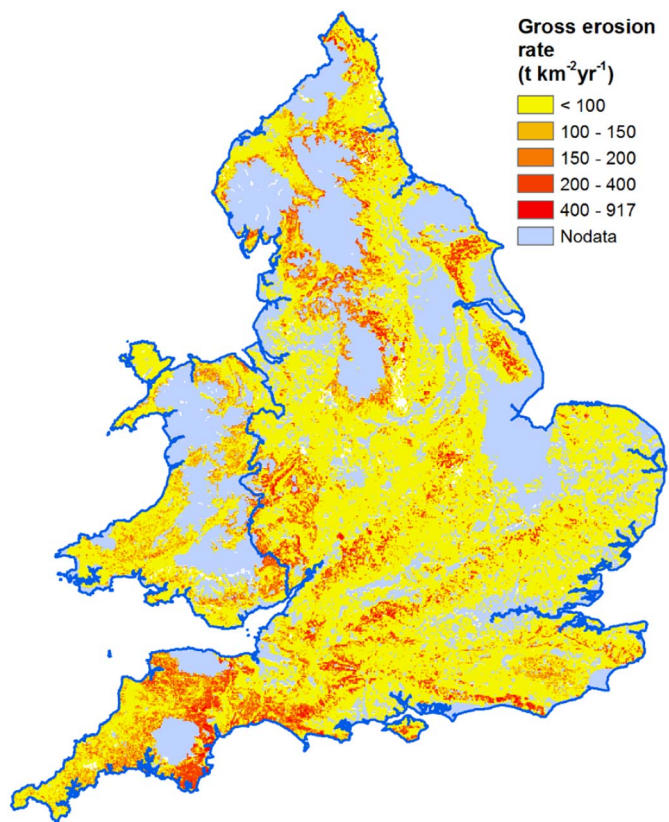 Gross erosion
rate
(t km⁻²yr⁻¹)
< 100
100 - 150
150 - 200
200 - 400
400 - 917
Nodata